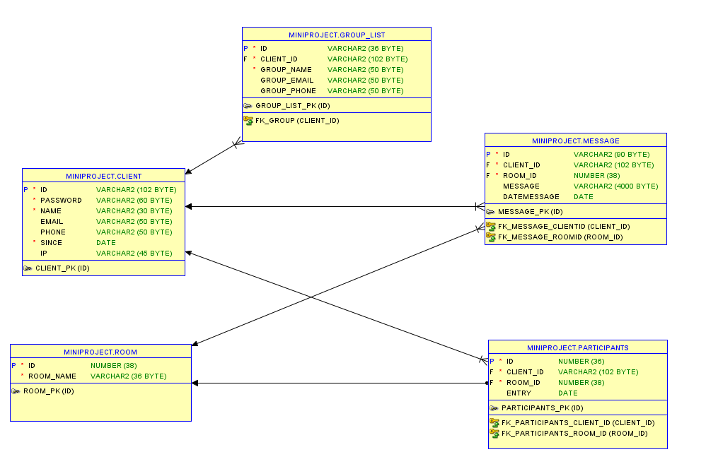 MINIPROJECT.GROUP_LIST
P * ID VARCHAR2 (36 BYTE)
F * CLIENT_ID VARCHAR2 (102 BYTE)
* GROUP_NAME VARCHAR2 (50 BYTE)
GROUP_EMAIL VARCHAR2 (50 BYTE)
GROUP_PHONE VARCHAR2 (50 BYTE)
GROUP_LIST_PK (ID)
FK_GROUP (CLIENT_ID)
MINIPROJECT.MESSAGE
P * ID VARCHAR2 (90 BYTE)
F * CLIENT_ID VARCHAR2 (102 BYTE)
F * ROOM_ID NUMBER (38)
MESSAGE VARCHAR2 (4000 BYTE)
DATEMESSAGE DATE
MESSAGE_PK (ID)
FK_MESSAGE_CLIENTID (CLIENT_ID)
FK_MESSAGE_ROOMID (ROOM_ID)
MINIPROJECT.CLIENT
P * ID VARCHAR2 (102 BYTE)
* PASSWORD VARCHAR2 (60 BYTE)
* NAME VARCHAR2 (30 BYTE)
EMAIL VARCHAR2 (50 BYTE)
PHONE VARCHAR2 (50 BYTE)
* SINCE DATE
IP VARCHAR2 (45 BYTE)
CLIENT_PK (ID)
MINIPROJECT.ROOM
P * ID NUMBER (38)
* ROOM_NAME VARCHAR2 (36 BYTE)
ROOM_PK (ID)
MINIPROJECT.PARTICIPANTS
P * ID NUMBER (36)
F * CLIENT_ID VARCHAR2 (102 BYTE)
F * ROOM_ID NUMBER (38)
ENTRY DATE
PARTICIPANTS_PK (ID)
FK_PARTICIPANTS_CLIENT_ID (CLIENT_ID)
FK_PARTICIPANTS_ROOM_ID (ROOM_ID)